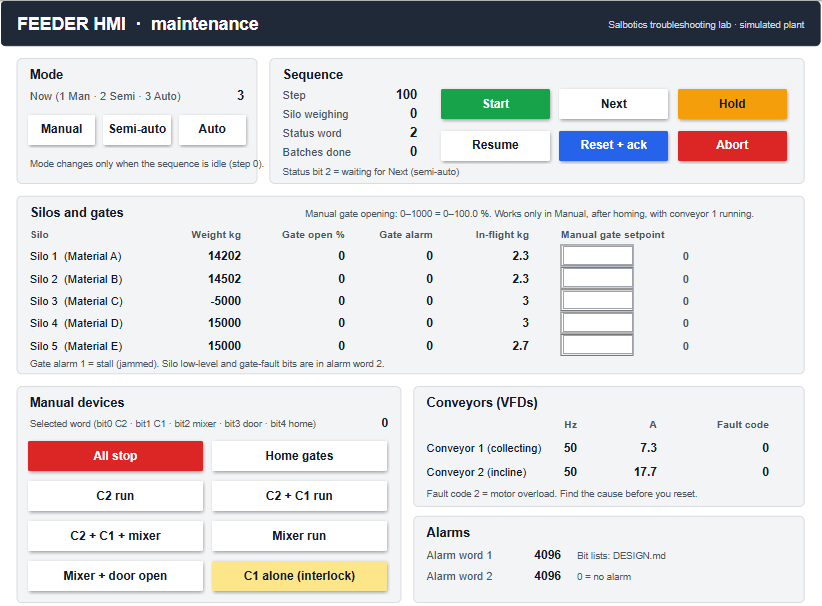 FEEDER HMI · maintenance
Salbotics troubleshooting lab · simulated plant
Mode
Now (1 Man · 2 Semi · 3 Auto) 3
Manual Semi-auto Auto
Mode changes only when the sequence is idle (step 0).
Sequence
Step 100
Silo weighing 0
Status word 2
Batches done 0
Status bit 2 = waiting for Next (semi-auto)
Start Next Hold
Resume Reset + ack Abort
Silos and gates
Manual gate opening: 0–1000 = 0–100.0 %. Works only in Manual, after homing, with conveyor 1 running.
Silo Weight kg Gate open % Gate alarm In-flight kg Manual gate setpoint
Silo 1 (Material A) 14202 0 0 2.3 0
Silo 2 (Material B) 14502 0 0 2.3 0
Silo 3 (Material C) -5000 0 0 3 0
Silo 4 (Material D) 15000 0 0 3 0
Silo 5 (Material E) 15000 0 0 2.7 0
Gate alarm 1 = stall (jammed). Silo low-level and gate-fault bits are in alarm word 2.
Manual devices
Selected word (bit0 C2 · bit1 C1 · bit2 mixer · bit3 door · bit4 home) 0
All stop Home gates
C2 run C2 + C1 run
C2 + C1 + mixer Mixer run
Mixer + door open C1 alone (interlock)
Conveyors (VFDs)
Hz A Fault code
Conveyor 1 (collecting) 50 7.3 0
Conveyor 2 (incline) 50 17.7 0
Fault code 2 = motor overload. Find the cause before you reset.
Alarms
Alarm word 1 4096 Bit lists: DESIGN.md
Alarm word 2 4096 0 = no alarm